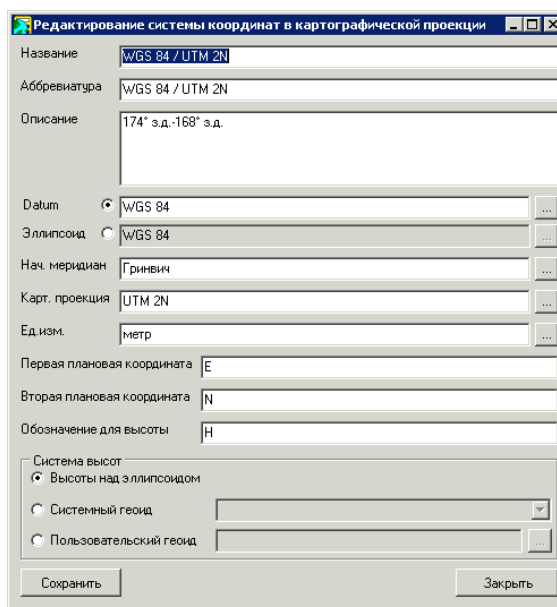 Редактирование системы координат в картографической проекции
Название WGS 84 / UTM 2N
Аббревиатура WGS 84 / UTM 2N
Описание 174° з.д.-168° з.д.
Datum WGS 84 ...
Эллипсоид WGS 84 ...
Нач. меридиан Гринвич ...
Карт. проекция UTM 2N ...
Ед.изм. метр ...
Первая плановая координата E
Вторая плановая координата N
Обозначение для высоты H
Система высот
Высоты над эллипсоидом
Системный геоид
Пользовательский геоид ...
Сохранить Закрыть